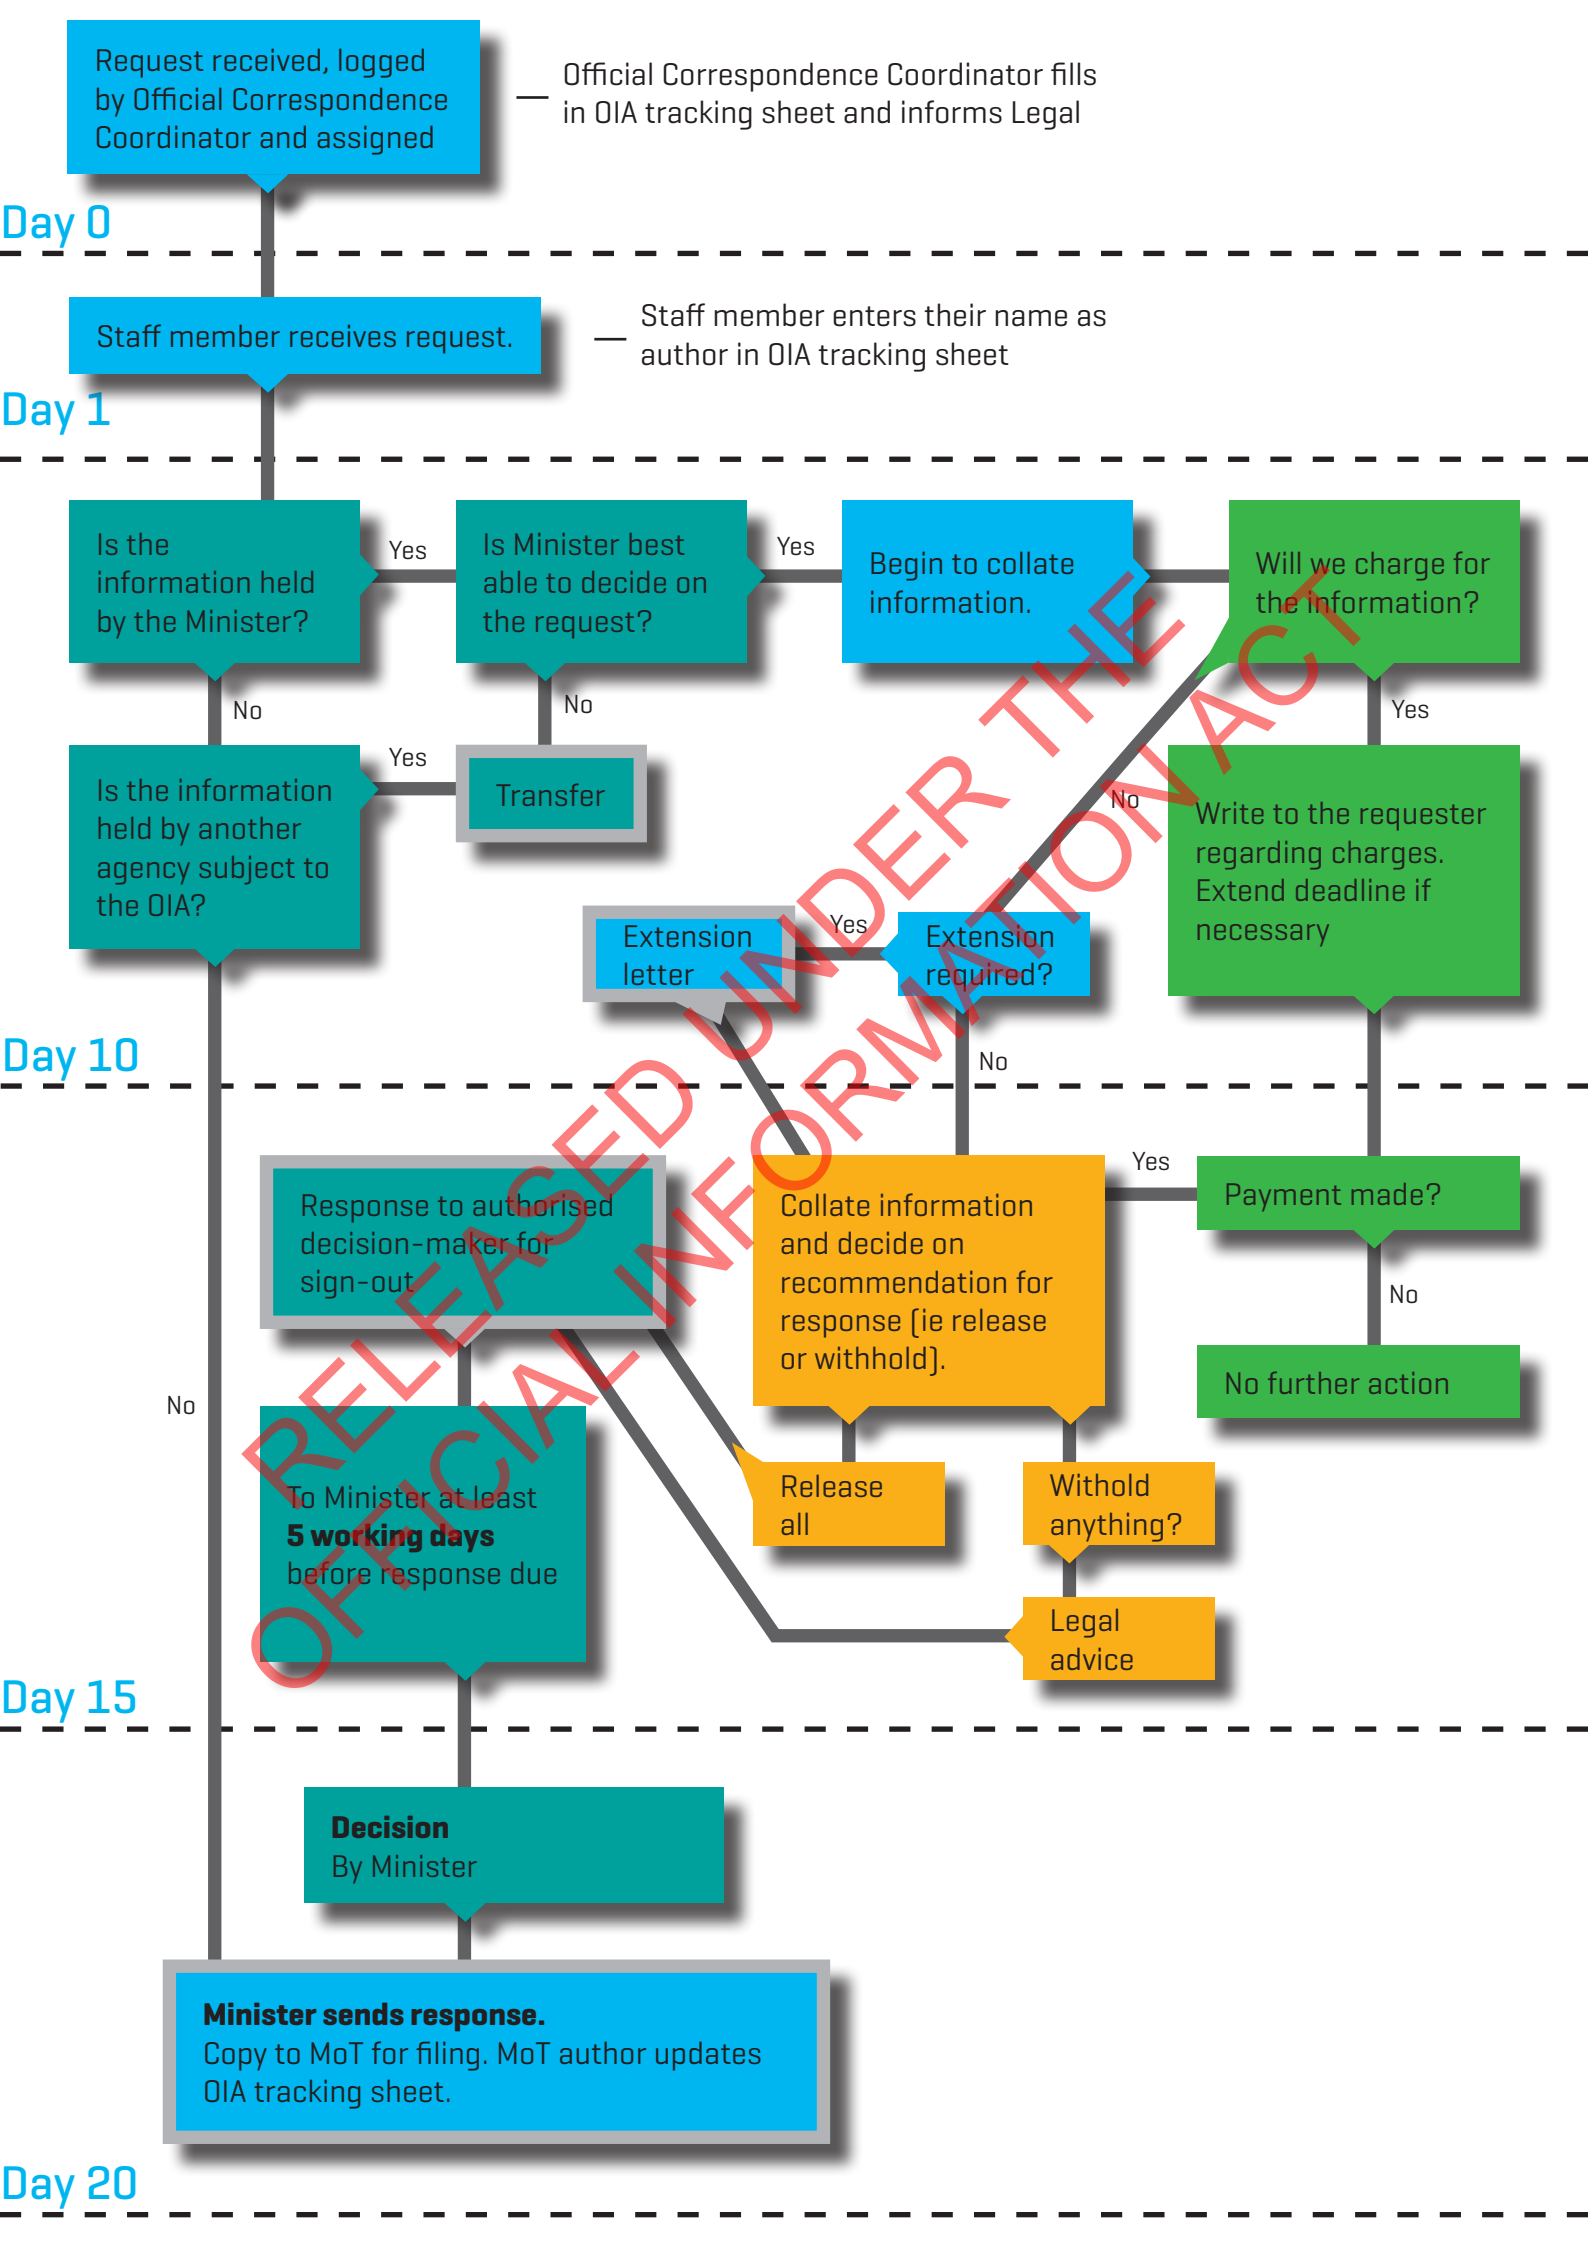 Request received, logged
by Official Correspondence
Coordinator and assigned
Official Correspondence Coordinator fills
in OIA tracking sheet and informs Legal
Day 0
Staff member receives request.
Staff member enters their name as
author in OIA tracking sheet
Day 1
Is the
information held
by the Minister?
Yes
Is Minister best
able to decide on
the request?
Yes
Begin to collate
information.
Will we charge for
the information?
No
No
Yes
Is the information
held by another
agency subject to
the OIA?
Yes
Transfer
No
Write to the requester
regarding charges.
Extend deadline if
necessary
Extension
letter
Yes
Extension
required?
No
Day 10
Response to authorised
decision-maker for
sign-out
Collate information
and decide on
recommendation for
response (ie release
or withhold).
Yes
Payment made?
No
No further action
No
To Minister at least
5 working days
before response due
Release
all
Withold
anything?
Legal
advice
Day 15
Decision
By Minister
Minister sends response.
Copy to MoT for filing. MoT author updates
OIA tracking sheet.
Day 20
RELEASED UNDER THE
OFFICIAL INFORMATION ACT